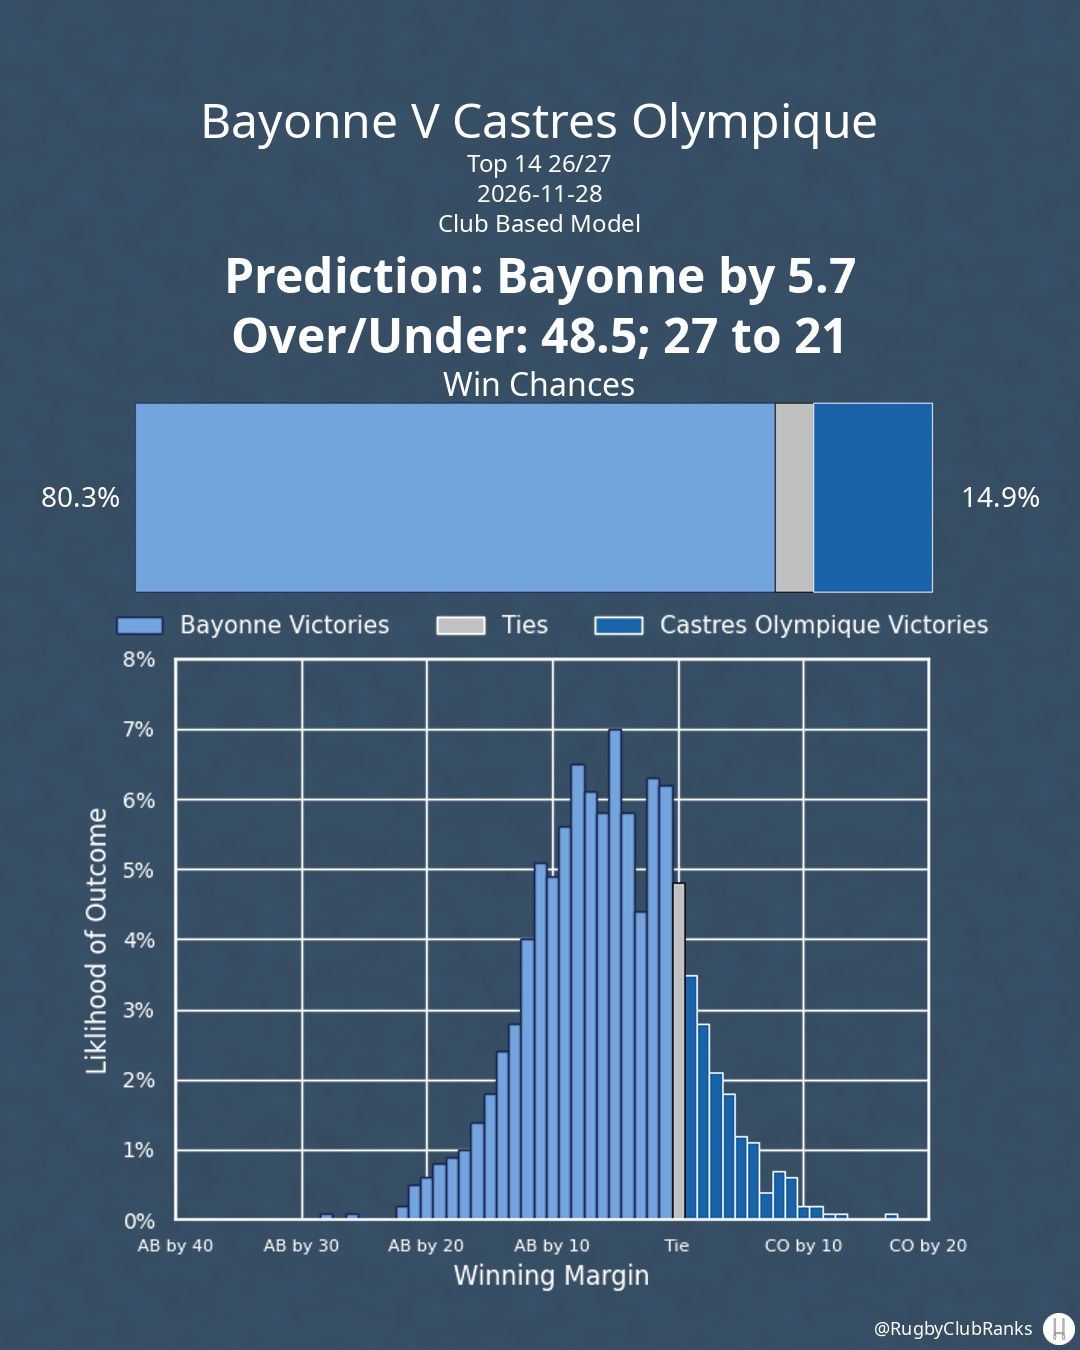 Bayonne V Castres Olympique
Top 14 26/27
2026-11-28
Club Based Model
Prediction: Bayonne by 5.7
Over/Under: 48.5; 27 to 21
Win Chances
80.3%
14.9%
Bayonne Victories Ties Castres Olympique Victories
8%
7%
6%
5%
4%
3%
2%
1%
0%
Liklihood of Outcome
AB by 40 AB by 30 AB by 20 AB by 10 Tie CO by 10 CO by 20
Winning Margin
@RugbyClubRanks